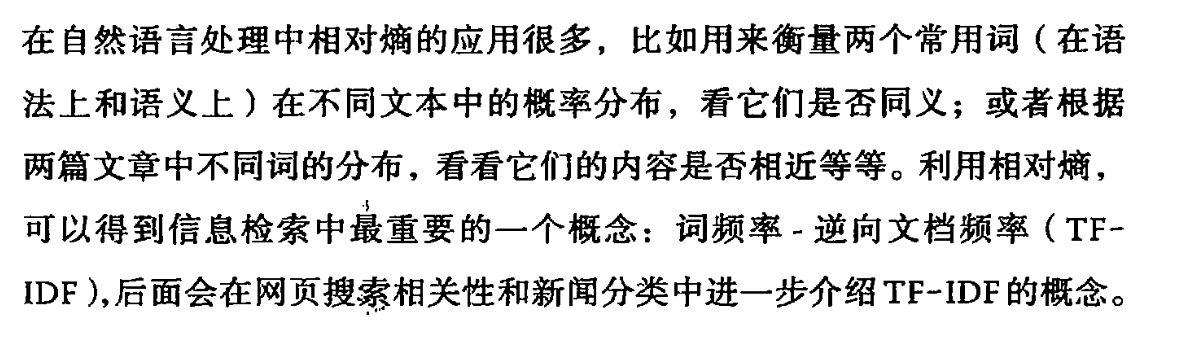 在自然语言处理中相对熵的应用很多，比如用来衡量两个常用词（在语
法上和语义上）在不同文本中的概率分布，看它们是否同义；或者根据
两篇文章中不同词的分布，看看它们的内容是否相近等等。利用相对熵，
可以得到信息检索中最重要的一个概念：词频率-逆向文档频率（TF-
IDF），后面会在网页搜索相关性和新闻分类中进一步介绍TF-IDF的概念。